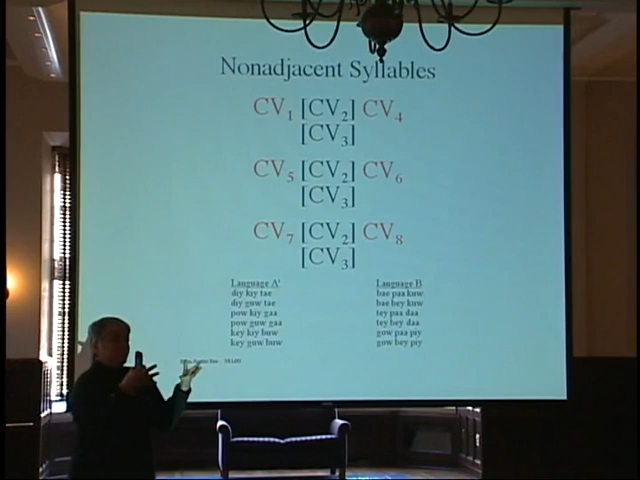 Nonadjacent Syllables
CV1 [CV2] CV4
[CV3]
CV5 [CV2] CV6
[CV3]
CV7 [CV2] CV8
[CV3]
Language A'
diy kiy tae
diy guw tae
pow kiy gaa
pow guw gaa
key kiy buw
key guw buw
Language B
bae paa kuw
bae bey kuw
tey paa daa
tey bey daa
gow paa piy
gow bey piy